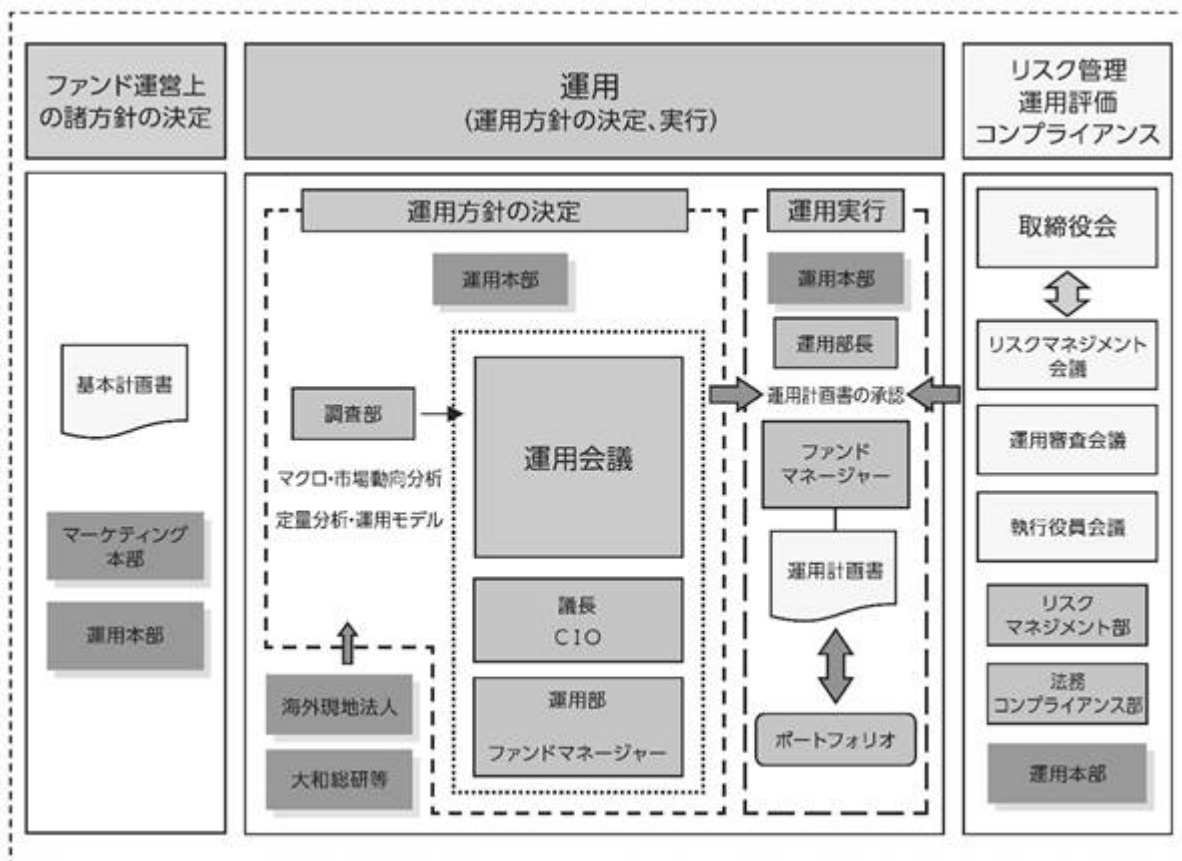 ファンド運営上
の諸方針の決定
運用
(運用方針の決定、実行)
リスク管理
運用評価
コンプライアンス
基本計画書
マーケティング
本部
運用本部
運用方針の決定
運用本部
調査部
マクロ・市場動向分析
定量分析・運用モデル
運用会議
議長
CIO
運用部
ファンドマネージャー
海外現地法人
大和総研等
運用実行
運用本部
運用部長
運用計画書の承認
ファンド
マネージャー
運用計画書
ポートフォリオ
取締役会
リスクマネジメント
会議
運用審査会議
執行役員会議
リスク
マネジメント部
法務
コンプライアンス部
運用本部